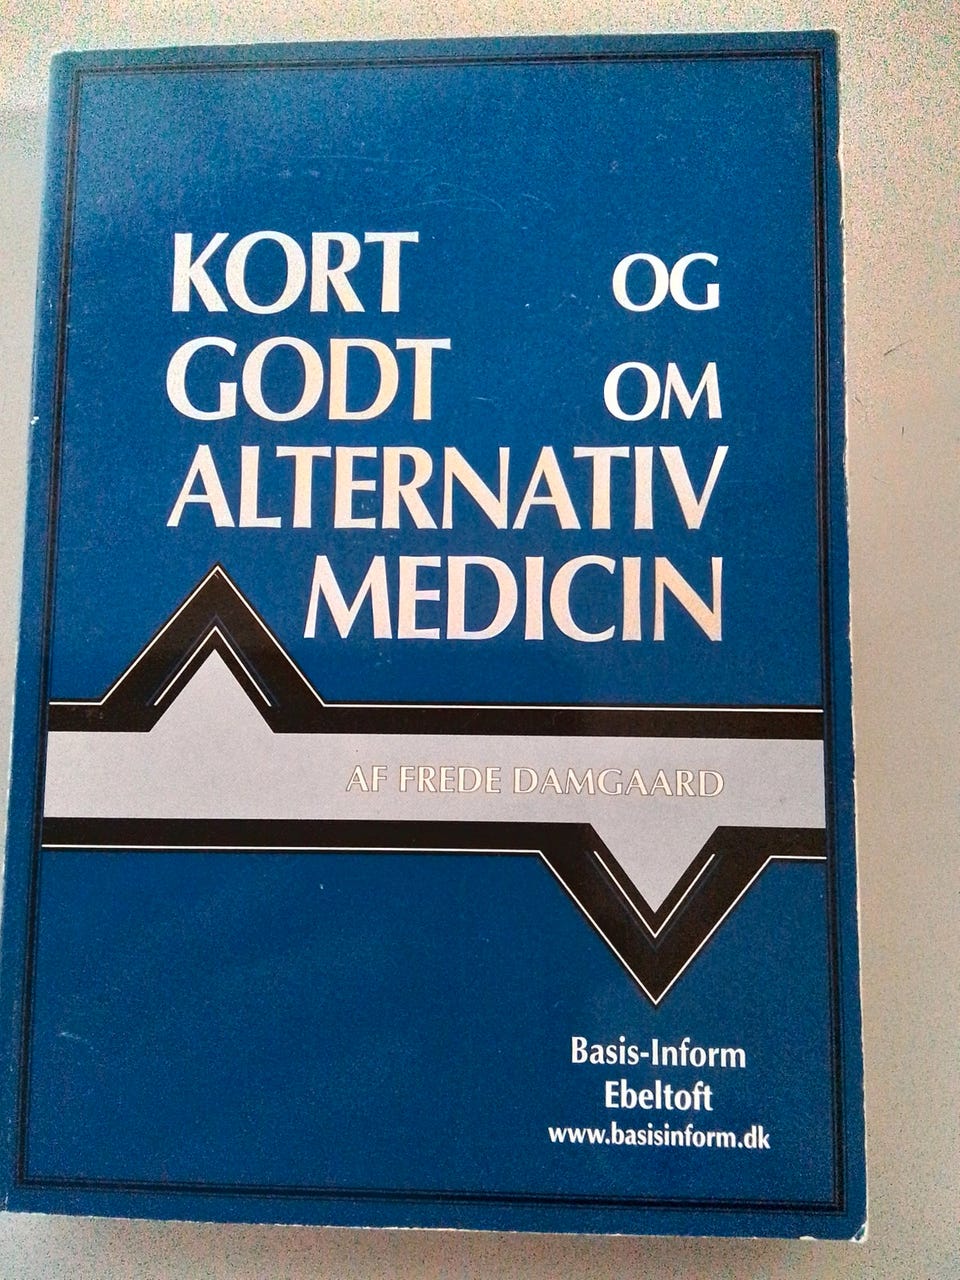 KORT OG
GODT OM
ALTERNATIV
MEDICIN
AF FREDE DAMGAARD
Basis-Inform
Ebeltoft
www.basisinform.dk